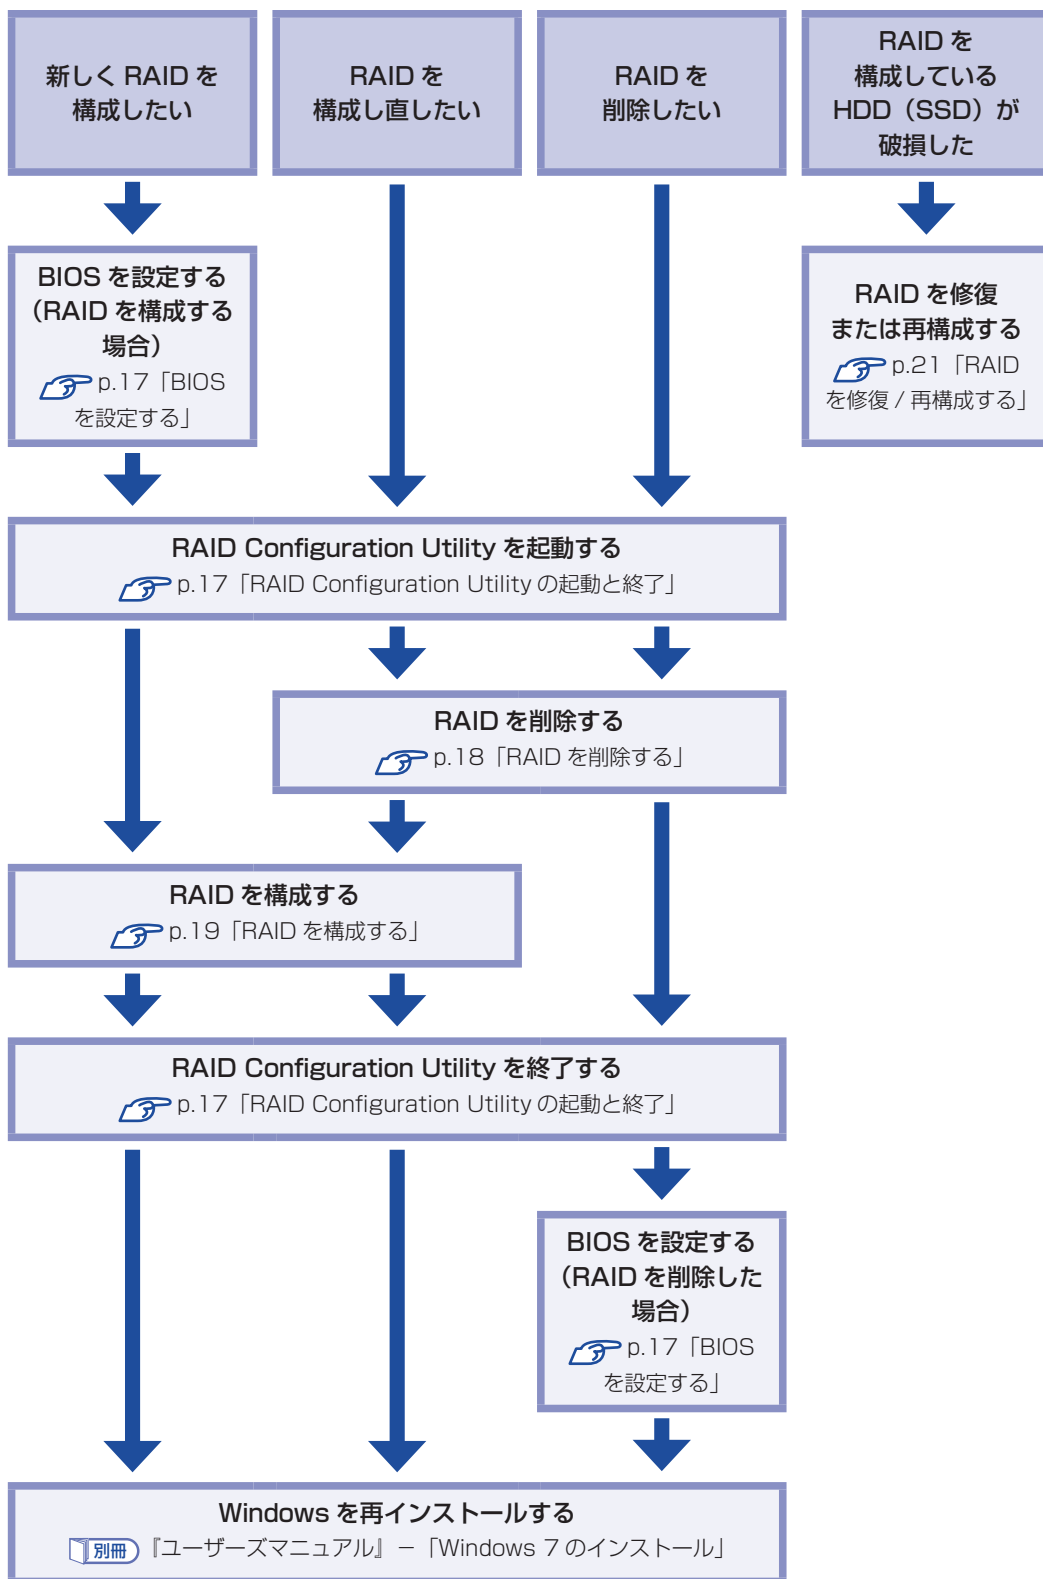 新しく RAID を
構成したい
RAID を
構成し直したい
RAID を
削除したい
RAID を
構成している
HDD（SSD）が
破損した
BIOS を設定する
（RAID を構成する
場合）
p.17「BIOS
を設定する」
RAID を修復
または再構成する
p.21「RAID
を修復 / 再構成する」
RAID Configuration Utility を起動する
p.17「RAID Configuration Utility の起動と終了」
RAID を削除する
p.18「RAID を削除する」
RAID を構成する
p.19「RAID を構成する」
RAID Configuration Utility を終了する
p.17「RAID Configuration Utility の起動と終了」
BIOS を設定する
（RAID を削除した
場合）
p.17「BIOS
を設定する」
Windows を再インストールする
別冊 『ユーザーズマニュアル』－「Windows 7 のインストール」